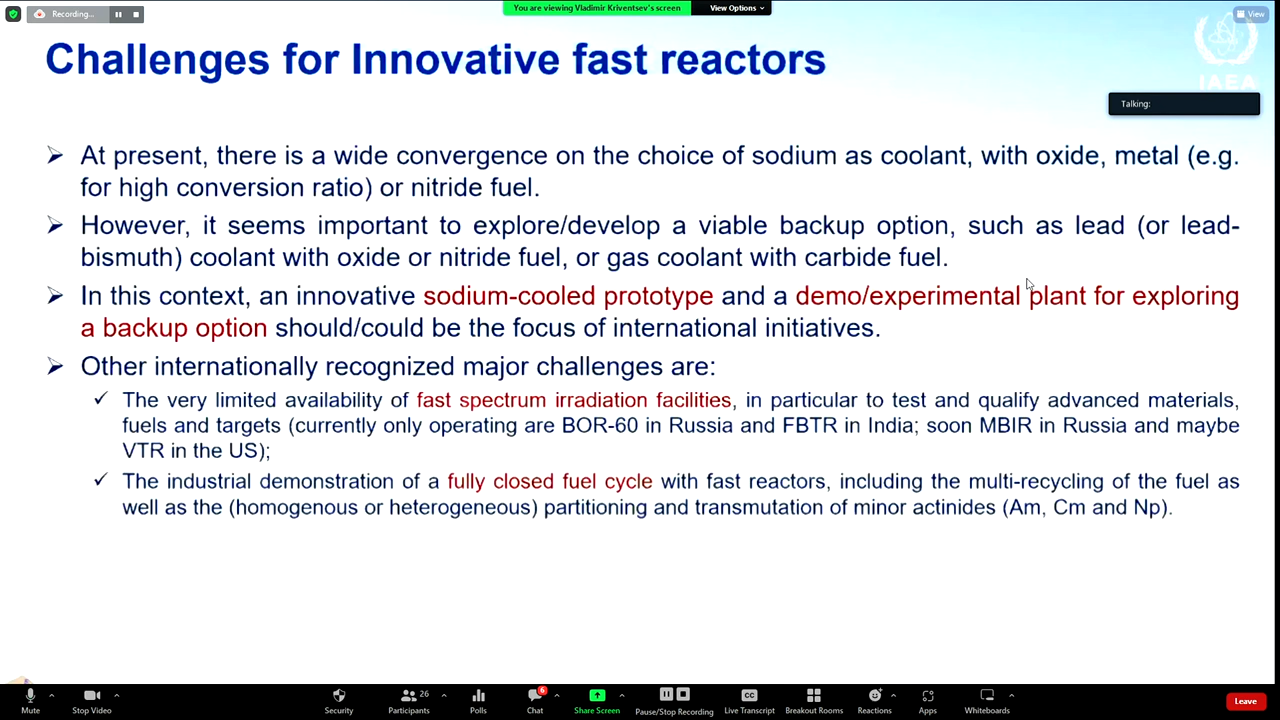 Recording...
You are viewing Vladimir Kriventsev's screen
View Options
View
Challenges for Innovative fast reactors
IAEA
Talking:
At present, there is a wide convergence on the choice of sodium as coolant, with oxide, metal (e.g.
for high conversion ratio) or nitride fuel.
However, it seems important to explore/develop a viable backup option, such as lead (or lead-
bismuth) coolant with oxide or nitride fuel, or gas coolant with carbide fuel.
In this context, an innovative sodium-cooled prototype and a demo/experimental plant for exploring
a backup option should/could be the focus of international initiatives.
Other internationally recognized major challenges are:
The very limited availability of fast spectrum irradiation facilities, in particular to test and qualify advanced materials,
fuels and targets (currently only operating are BOR-60 in Russia and FBTR in India; soon MBIR in Russia and maybe
VTR in the US);
The industrial demonstration of a fully closed fuel cycle with fast reactors, including the multi-recycling of the fuel as
well as the (homogenous or heterogeneous) partitioning and transmutation of minor actinides (Am, Cm and Np).
26
6
CC
Mute
Stop Video
Security
Participants
Polls
Chat
Share Screen
Pause/Stop Recording
Live Transcript
Breakout Rooms
Reactions
Apps
Whiteboards
Leave